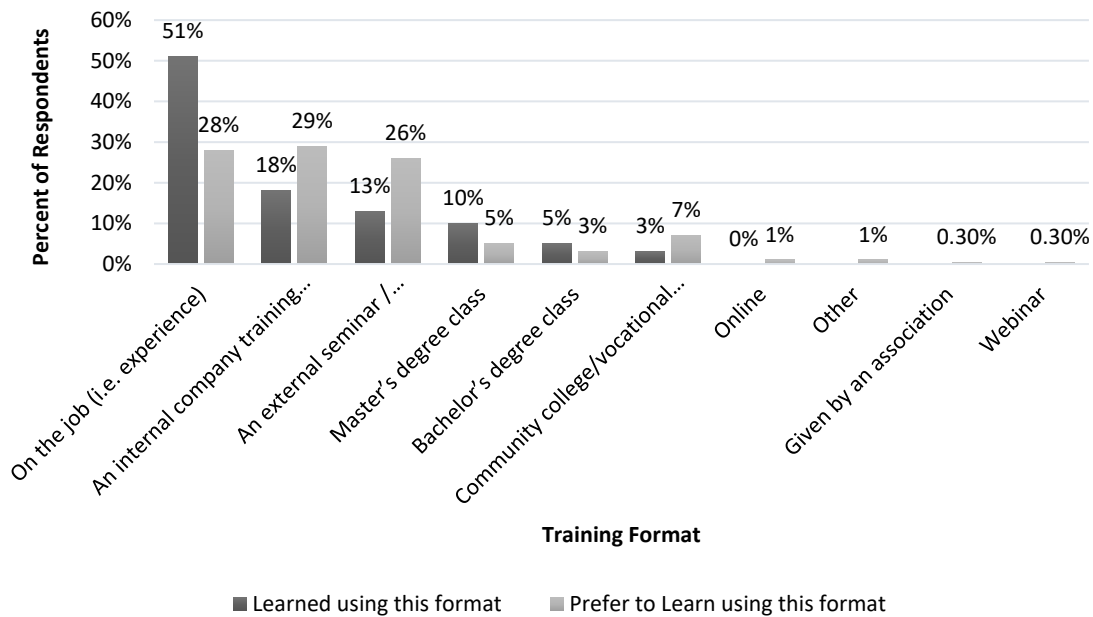 Percent of Respondents
60%
50%
40%
30%
20%
10%
0%
51%
28%
18%
29%
13%
26%
10%
5%
5%
3%
3%
7%
0%
1%
1%
0.30%
0.30%
On the job (i.e. experience)
An internal company training...
An external seminar /...
Master's degree class
Bachelor's degree class
Community college/vocational...
Online
Other
Given by an association
Webinar
Training Format
Learned using this format
Prefer to Learn using this format